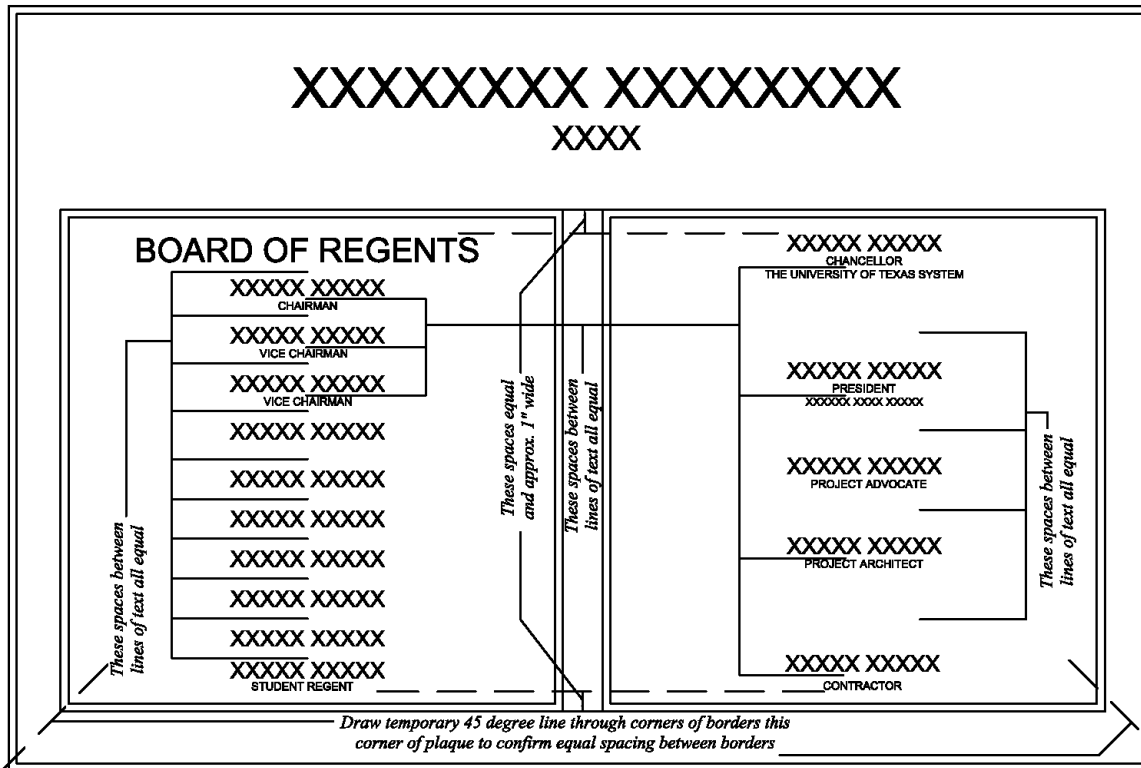 XXXXXXXX XXXXXXXX
XXXX
BOARD OF REGENTS
XXXXX XXXXX
CHAIRMAN
XXXXX XXXXX
VICE CHAIRMAN
XXXXX XXXXX
VICE CHAIRMAN
XXXXX XXXXX
XXXXX XXXXX
XXXXX XXXXX
XXXXX XXXXX
XXXXX XXXXX
XXXXX XXXXX
XXXXX XXXXX
STUDENT REGENT
These spaces between
lines of text all equal
These spaces equal
and approx. 1" wide
These spaces between
lines of text all equal
XXXXX XXXXX
CHANCELLOR
THE UNIVERSITY OF TEXAS SYSTEM
XXXXX XXXXX
PRESIDENT
XXXXXX XXXX XXXXX
XXXXX XXXXX
PROJECT ADVOCATE
XXXXX XXXXX
PROJECT ARCHITECT
XXXXX XXXXX
CONTRACTOR
These spaces between
lines of text all equal
Draw temporary 45 degree line through corners of borders this
corner of plaque to confirm equal spacing between borders